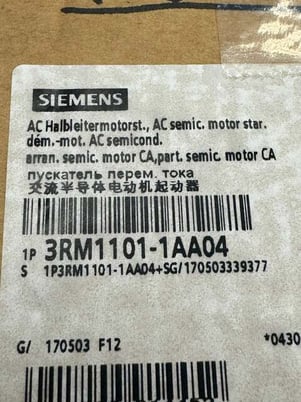 SIEMENS
AC Halbleitermotorst., AC semic. motor star.
dém.-mot. AC semicond.
arran. semic. motor CA,part. semic. motor CA
пускатель перем. тока
交流半导体电动机起动器
1P 3RM1101-1AA04
S 1P3RM1101-1AA04+SG/170503339377
G/ 170503 F12 *0430